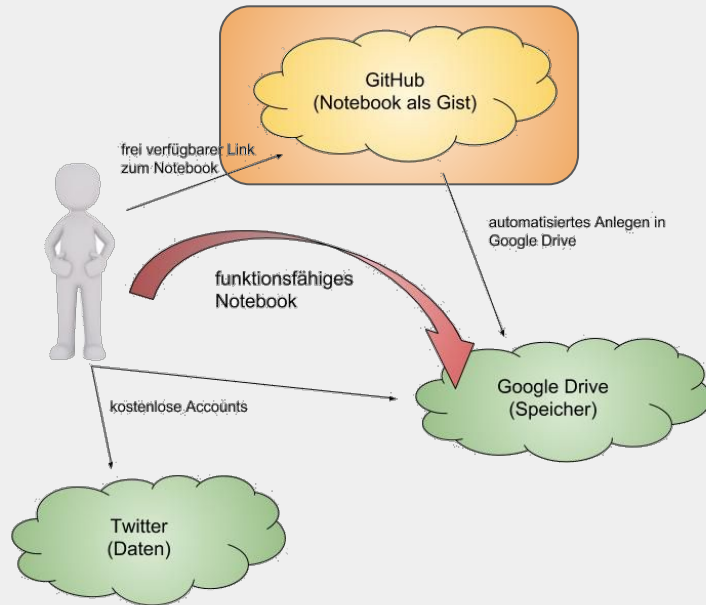 GitHub
(Notebook als Gist)
frei verfügbarer Link
zum Notebook
automatisiertes Anlegen in
Google Drive
funktionsfähiges
Notebook
Google Drive
(Speicher)
kostenlose Accounts
Twitter
(Daten)